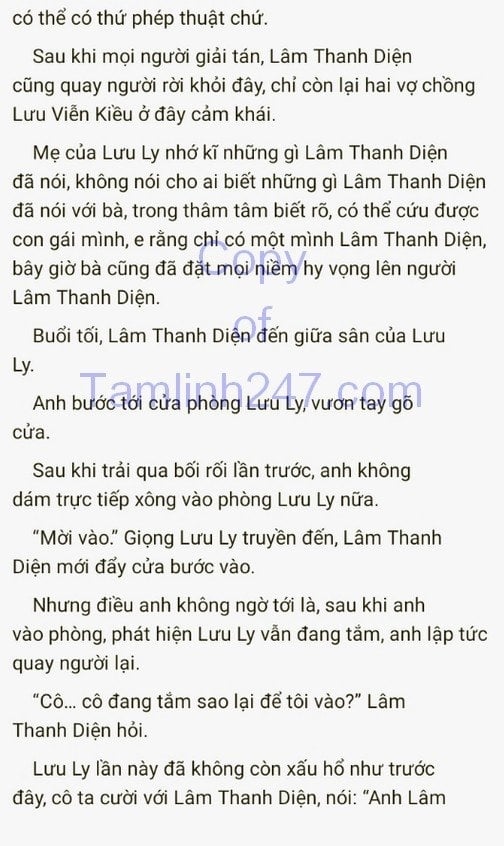 có thể có thứ phép thuật chứ.
Sau khi mọi người giải tán, Lâm Thanh Diện
cũng quay người rời khỏi đây, chỉ còn lại hai vợ chồng
Lưu Viễn Kiều ở đây cảm khái.
Mẹ của Lưu Ly nhớ kĩ những gì Lâm Thanh Diện
đã nói, không nói cho ai biết những gì Lâm Thanh Diện
đã nói với bà, trong thâm tâm biết rõ, có thể cứu được
con gái mình, e rằng chỉ có một mình Lâm Thanh Diện,
bây giờ bà cũng đã đặt mọi niềm hy vọng lên người
Lâm Thanh Diện.
Copy
Buổi tối, Lâm Thanh Diện đến giữa sân của Lưu
of
Ly.
Anh bước tới cửa phòng Lưu Ly, vươn tay gõ
Tamlinh247.com
cửa.
Sau khi trải qua bối rối lần trước, anh không
dám trực tiếp xông vào phòng Lưu Ly nữa.
“Mời vào.” Giọng Lưu Ly truyền đến, Lâm Thanh
Diện mới đẩy cửa bước vào.
Nhưng điều anh không ngờ tới là, sau khi anh
vào phòng, phát hiện Lưu Ly vẫn đang tắm, anh lập tức
quay người lại.
“Cô... cô đang tắm sao lại để tôi vào?” Lâm
Thanh Diện hỏi.
Lưu Ly lần này đã không còn xấu hổ như trước
đây, cô ta cười với Lâm Thanh Diện, nói: “Anh Lâm